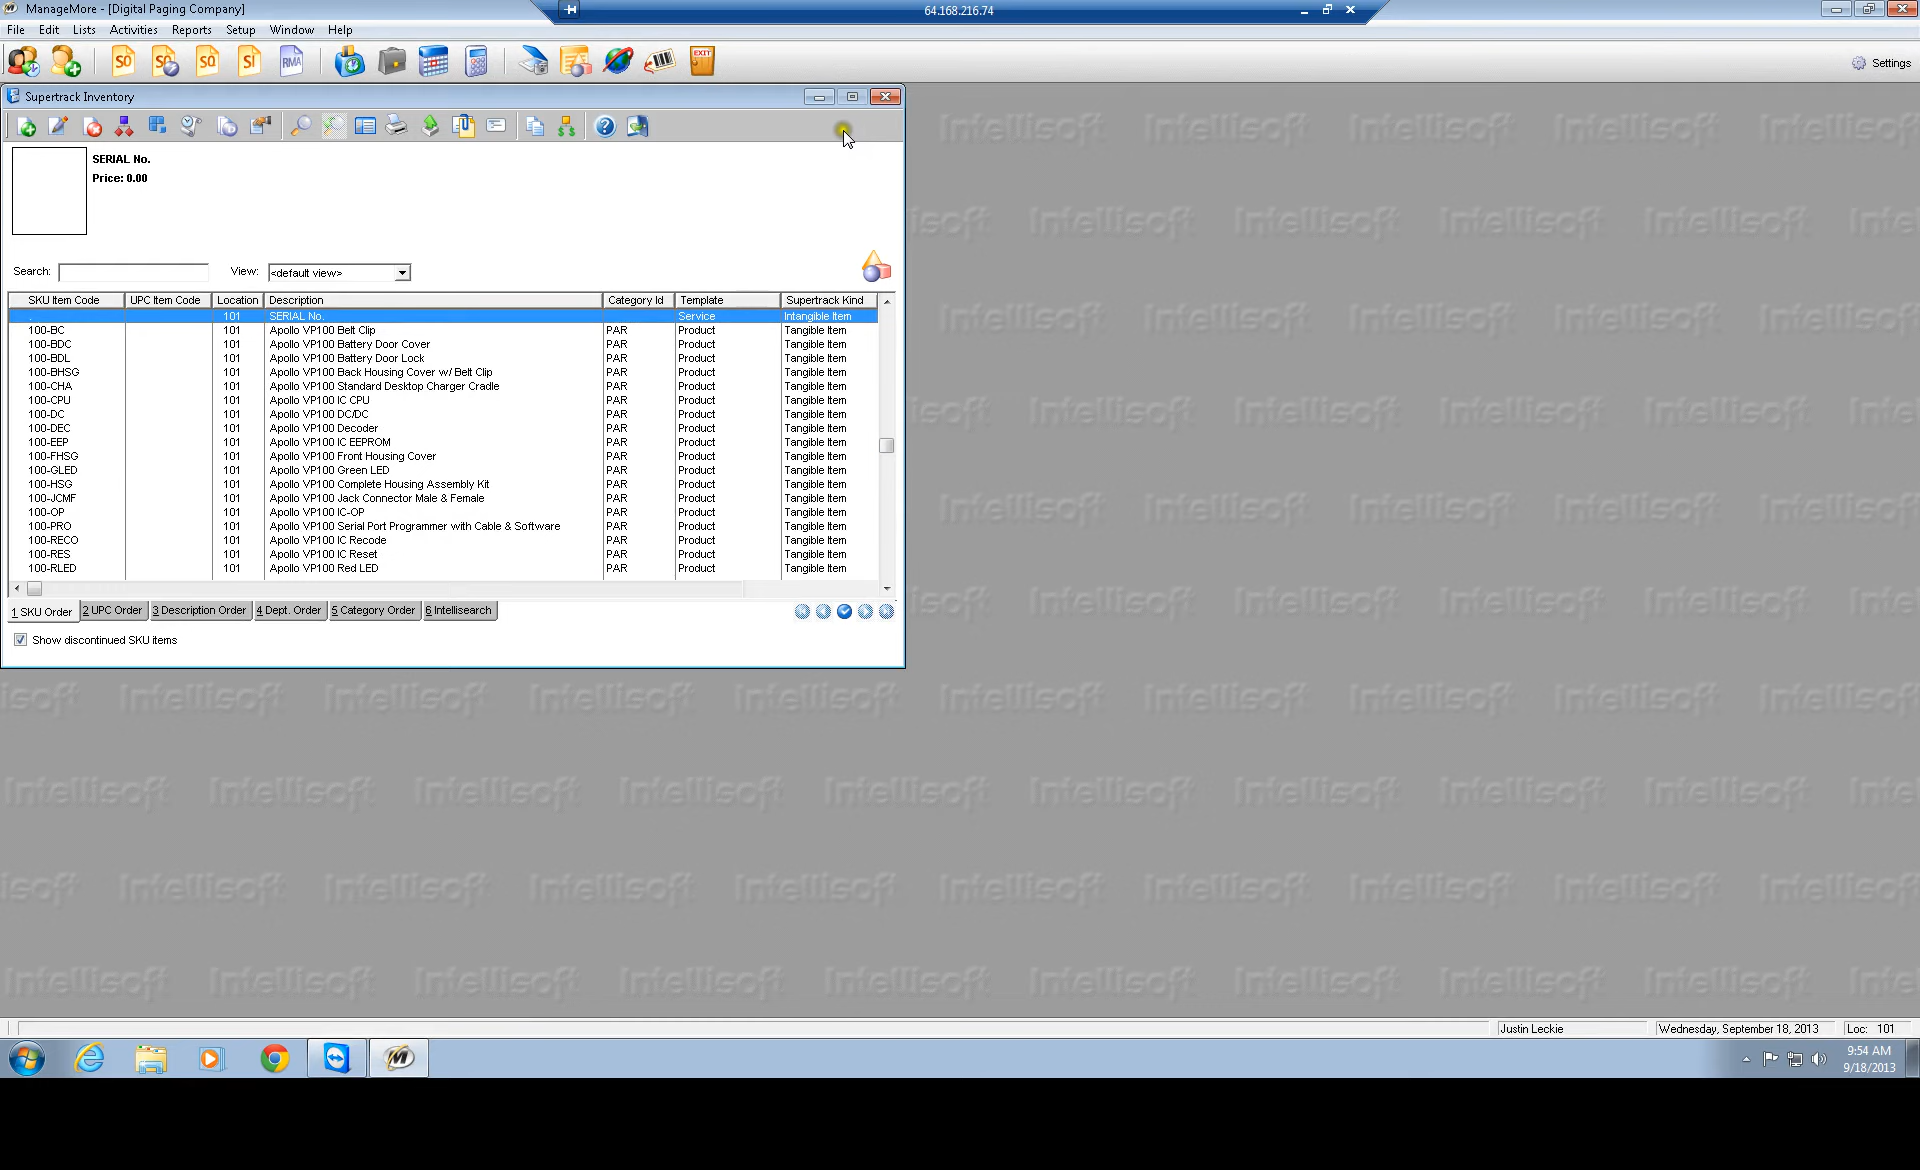 ManageMore - [Digital Paging Company]
64.168.216.74
File Edit Lists Activities Reports Setup Window Help
SO SO SI RMA EXIT Settings
Supertrack Inventory
SERIAL No.
Price: 0.00
Search: View: <default view>
SKU Item Code UPC Item Code Location Description Category Id Template Supertrack Kind
. 101 SERIAL No. Service Intangible Item
100-BC 101 Apollo VP100 Belt Clip PAR Product Tangible Item
100-BDC 101 Apollo VP100 Battery Door Cover PAR Product Tangible Item
100-BDL 101 Apollo VP100 Battery Door Lock PAR Product Tangible Item
100-BHSG 101 Apollo VP100 Back Housing Cover w/ Belt Clip PAR Product Tangible Item
100-CHA 101 Apollo VP100 Standard Desktop Charger Cradle PAR Product Tangible Item
100-CPU 101 Apollo VP100 IC CPU PAR Product Tangible Item
100-DC 101 Apollo VP100 DC/DC PAR Product Tangible Item
100-DEC 101 Apollo VP100 Decoder PAR Product Tangible Item
100-EEP 101 Apollo VP100 IC EEPROM PAR Product Tangible Item
100-FHSG 101 Apollo VP100 Front Housing Cover PAR Product Tangible Item
100-GLED 101 Apollo VP100 Green LED PAR Product Tangible Item
100-HSG 101 Apollo VP100 Complete Housing Assembly Kit PAR Product Tangible Item
100-JCMF 101 Apollo VP100 Jack Connector Male & Female PAR Product Tangible Item
100-OP 101 Apollo VP100 IC-OP PAR Product Tangible Item
100-PRO 101 Apollo VP100 Serial Port Programmer with Cable & Software PAR Product Tangible Item
100-RECO 101 Apollo VP100 IC Recode PAR Product Tangible Item
100-RES 101 Apollo VP100 IC Reset PAR Product Tangible Item
100-RLED 101 Apollo VP100 Red LED PAR Product Tangible Item
1 SKU Order 2 UPC Order 3 Description Order 4 Dept. Order 5 Category Order 6 Intellisearch
Show discontinued SKU items
Intellisoft
Justin Leckie Wednesday, September 18, 2013 Loc: 101
9:54 AM
9/18/2013